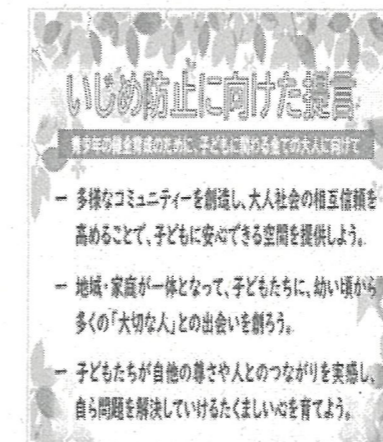 いじめ防止に向けた提言
青少年の健全育成のために、子どもに関わる全ての大人に向けて
一 多様なコミュニティーを創造し、大人社会の相互信頼を
高めることで、子どもに安心できる空間を提供しよう。
一 地域・家庭が一体となって、子どもたちに、幼い頃から
多くの「大切な人」との出会いを創ろう。
一 子どもたちが自他の尊さや人とのつながりを実感し、
自ら問題を解決していけるたくましい心を育てよう。